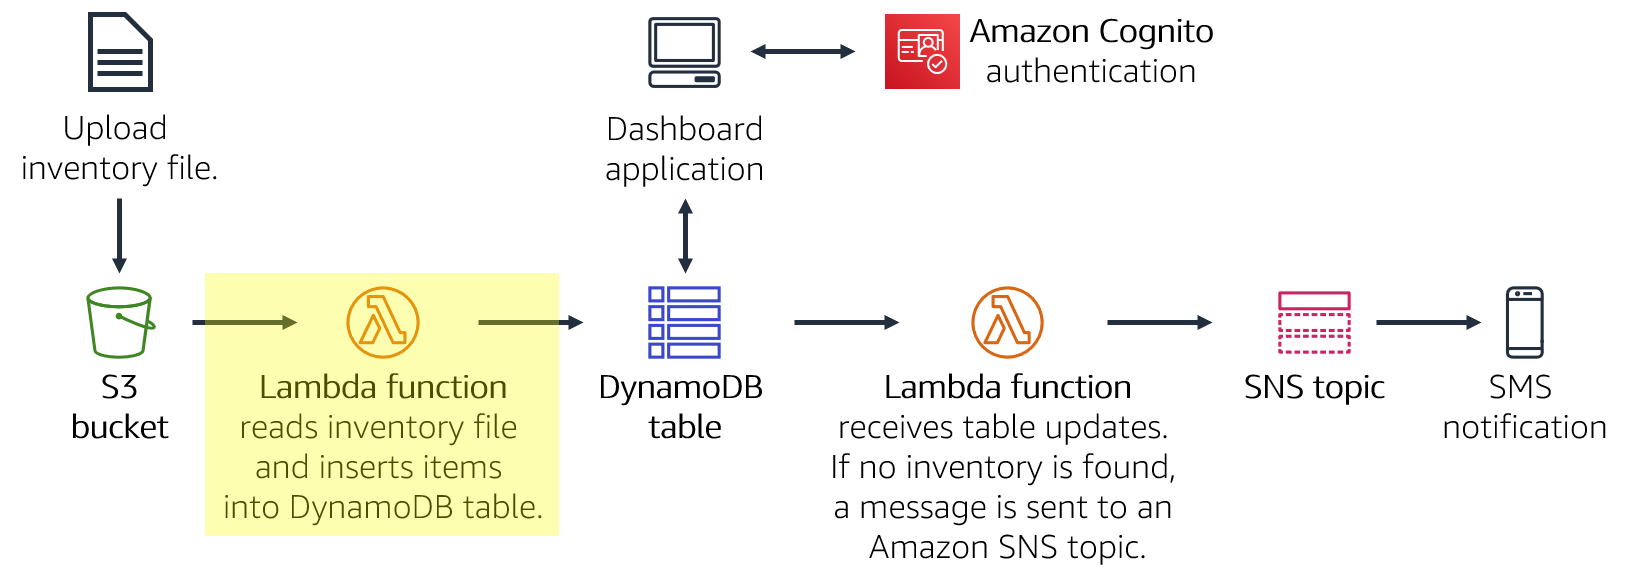 Upload
inventory file.
Dashboard
application
Amazon Cognito
authentication
S3
bucket
Lambda function
reads inventory file
and inserts items
into DynamoDB table.
DynamoDB
table
Lambda function
receives table updates.
If no inventory is found,
a message is sent to an
Amazon SNS topic.
SNS topic
SMS
notification